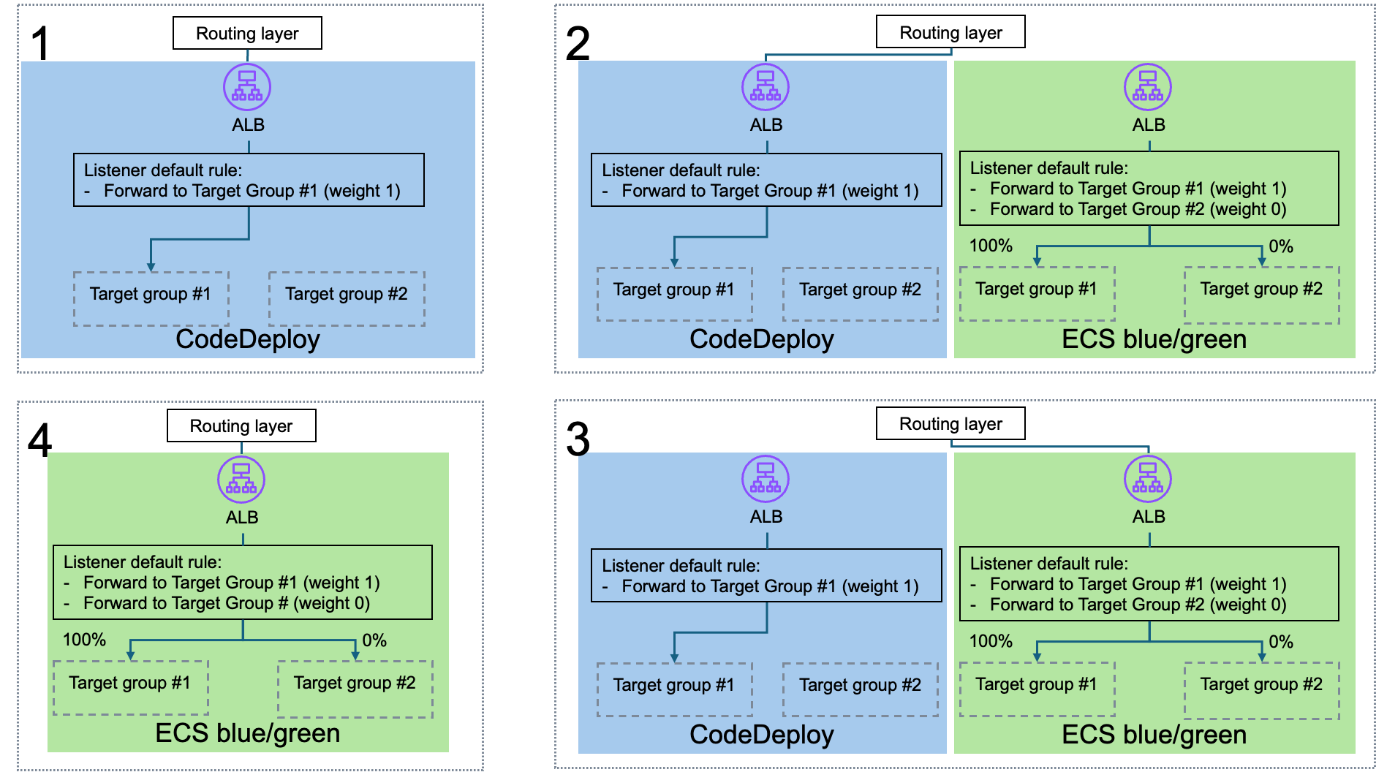 1
Routing layer
ALB
Listener default rule:
- Forward to Target Group #1 (weight 1)
Target group #1
Target group #2
CodeDeploy
2
Routing layer
ALB
Listener default rule:
- Forward to Target Group #1 (weight 1)
Target group #1
Target group #2
CodeDeploy
ALB
Listener default rule:
- Forward to Target Group #1 (weight 1)
- Forward to Target Group #2 (weight 0)
100%
0%
Target group #1
Target group #2
ECS blue/green
4
Routing layer
ALB
Listener default rule:
- Forward to Target Group #1 (weight 1)
- Forward to Target Group # (weight 0)
100%
0%
Target group #1
Target group #2
ECS blue/green
3
Routing layer
ALB
Listener default rule:
- Forward to Target Group #1 (weight 1)
Target group #1
Target group #2
CodeDeploy
ALB
Listener default rule:
- Forward to Target Group #1 (weight 1)
- Forward to Target Group #2 (weight 0)
100%
0%
Target group #1
Target group #2
ECS blue/green